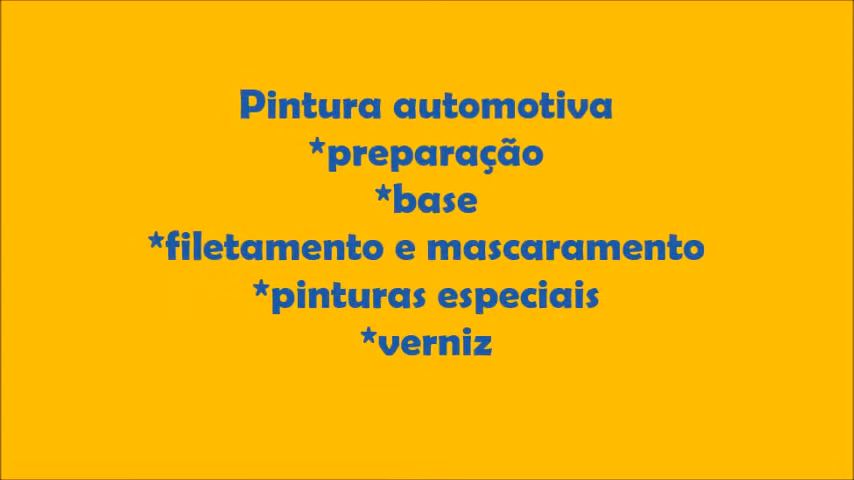 Pintura automotiva
*preparação
*base
*filetamento e mascaramento
*pinturas especiais
*verniz